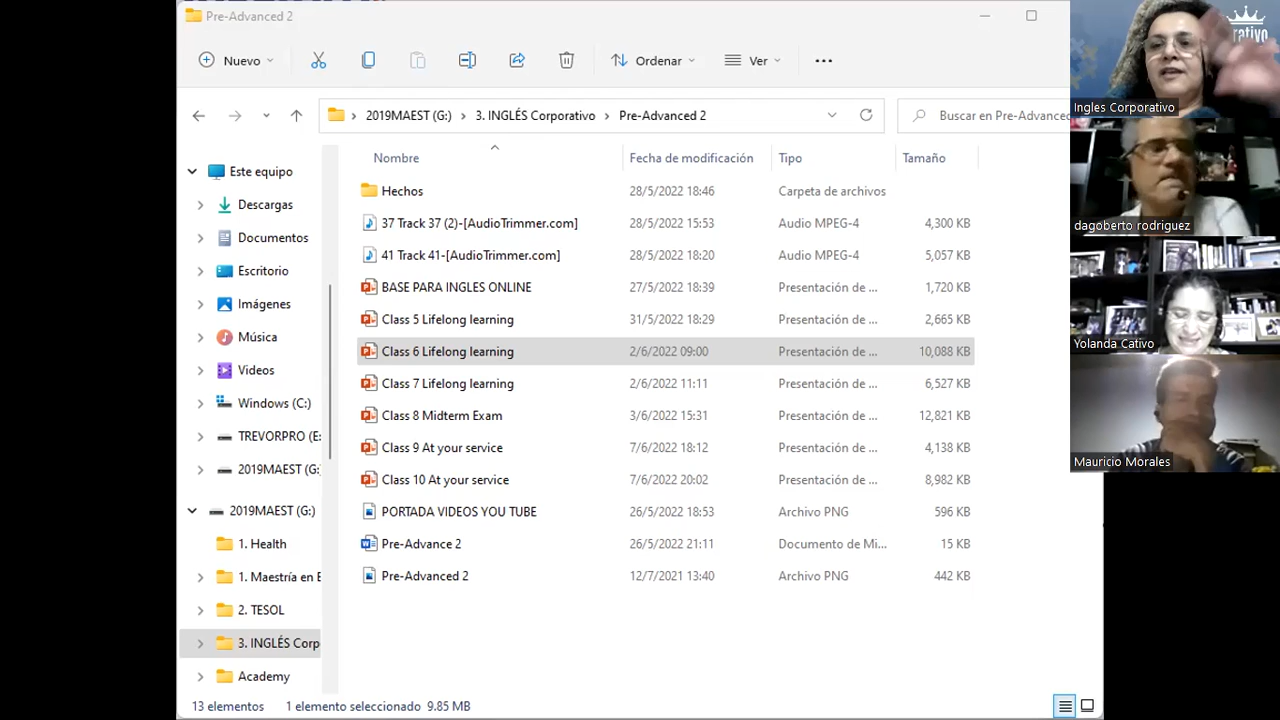 Pre-Advanced 2
Nuevo
Ordenar
Ver
2019MAEST (G:) > 3. INGLÉS Corporativo > Pre-Advanced 2
Buscar en Pre-Advanced
Nombre Fecha de modificación Tipo Tamaño
Hechos 28/5/2022 18:46 Carpeta de archivos
37 Track 37 (2)-[AudioTrimmer.com] 28/5/2022 15:53 Audio MPEG-4 4,300 KB
41 Track 41-[AudioTrimmer.com] 28/5/2022 18:20 Audio MPEG-4 5,057 KB
BASE PARA INGLES ONLINE 27/5/2022 18:39 Presentación de ... 1,720 KB
Class 5 Lifelong learning 31/5/2022 18:29 Presentación de ... 2,665 KB
Class 6 Lifelong learning 2/6/2022 09:00 Presentación de ... 10,088 KB
Class 7 Lifelong learning 2/6/2022 11:11 Presentación de ... 6,527 KB
Class 8 Midterm Exam 3/6/2022 15:31 Presentación de ... 12,821 KB
Class 9 At your service 7/6/2022 18:12 Presentación de ... 4,138 KB
Class 10 At your service 7/6/2022 20:02 Presentación de ... 8,982 KB
PORTADA VIDEOS YOU TUBE 26/5/2022 18:53 Archivo PNG 596 KB
Pre-Advance 2 26/5/2022 21:11 Documento de Mi... 15 KB
Pre-Advanced 2 12/7/2021 13:40 Archivo PNG 442 KB
Este equipo
Descargas
Documentos
Escritorio
Imágenes
Música
Videos
Windows (C:)
TREVORPRO (E:
2019MAEST (G:
2019MAEST (G:)
1. Health
1. Maestría en E
2. TESOL
3. INGLÉS Corp
Academy
13 elementos 1 elemento seleccionado 9.85 MB
rativo
Ingles Corporativo
dagoberto rodriguez
Yolanda Cativo
Mauricio Morales